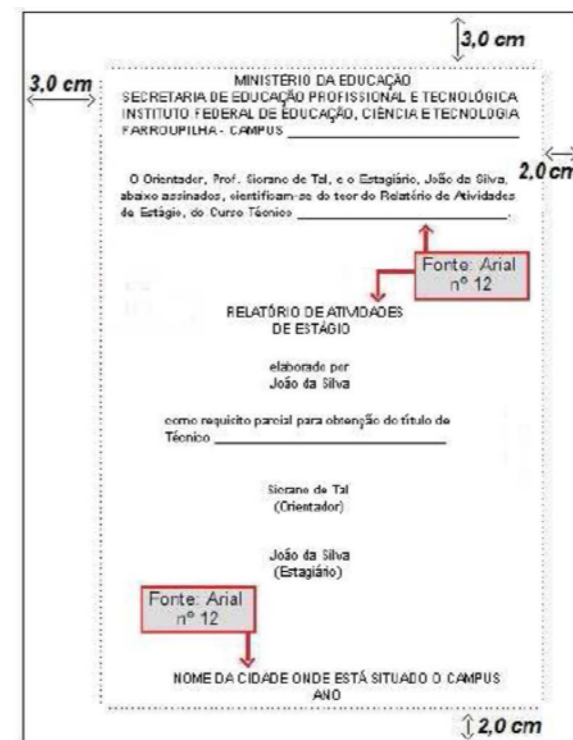 3,0 cm
3,0 cm
MINISTÉRIO DA EDUCAÇÃO
SECRETARIA DE EDUCAÇÃO PROFISSIONAL E TECNOLÓGICA
INSTITUTO FEDERAL DE EDUCAÇÃO, CIÊNCIA E TECNOLOGIA
FARROUPILHA - CAMPUS
2,0 cm
O Orientador, Prof. Sicrano de Tal, e o Estagiário, João da Silva,
abaixo assinados, cientificam-se do teor do Relatório de Atividades
de Estágio, do Curso Técnico
Fonte: Arial
nº 12
RELATÓRIO DE ATIVIDADES
DE ESTÁGIO
elaborado por
João da Silva
como requisito parcial para obtenção do título de
Técnico
Sicrano de Tal
(Orientador)
João da Silva
(Estagiário)
Fonte: Arial
nº 12
NOME DA CIDADE ONDE ESTÁ SITUADO O CAMPUS
ANO
2,0 cm